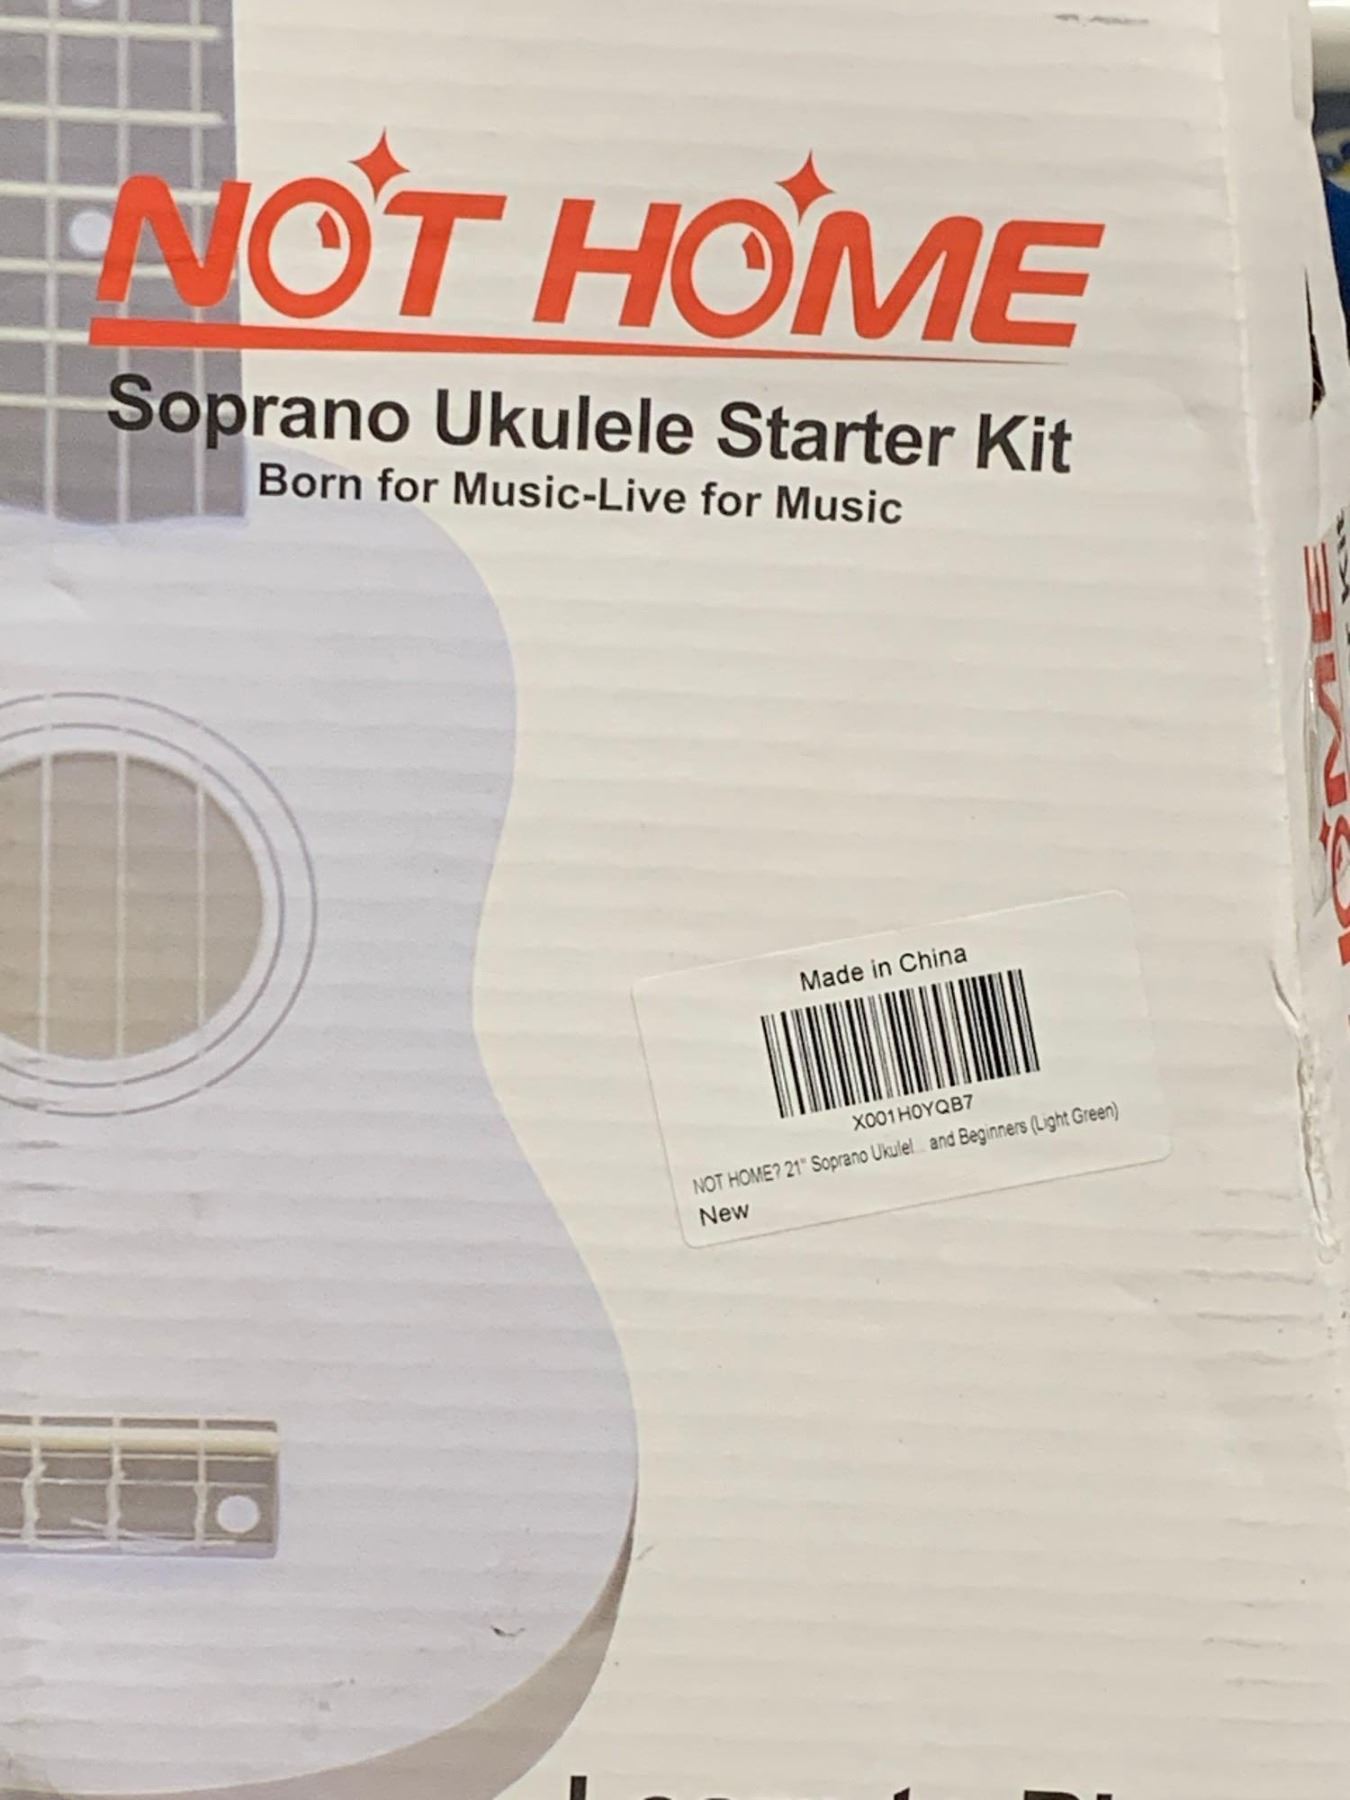 NOT HOME
Soprano Ukulele Starter Kit
Born for Music-Live for Music
Made in China
X001H0YQB7
NOT HOME? 21" Soprano Ukulel... and Beginners (Light Green)
New